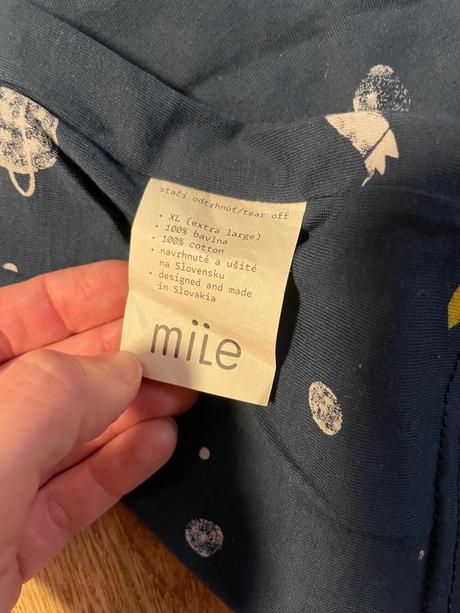 stačí odtrhnúť/tear off
• XL (extra large)
• 100% bavlna
• 100% cotton
• navrhnuté a ušité
na Slovensku
• designed and made
in Slovakia
miile